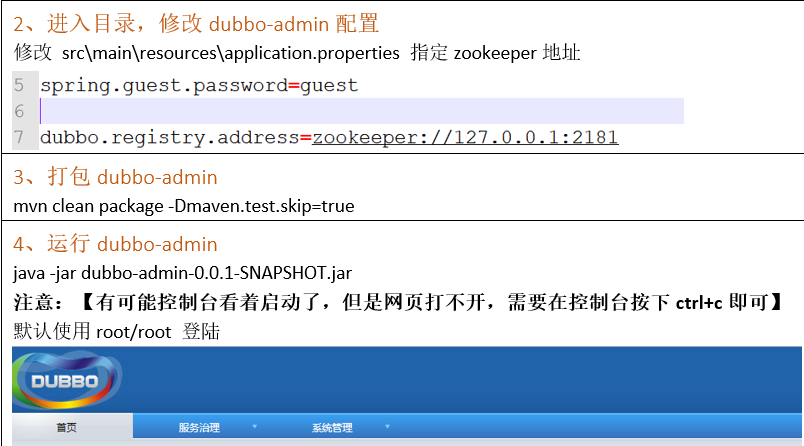 2、进入目录，修改 dubbo-admin 配置
修改 src\main\resources\application.properties 指定 zookeeper 地址
5 spring.guest.password=guest
6
7 dubbo.registry.address=zookeeper://127.0.0.1:2181
3、打包 dubbo-admin
mvn clean package -Dmaven.test.skip=true
4、运行 dubbo-admin
java -jar dubbo-admin-0.0.1-SNAPSHOT.jar
注意：【有可能控制台看着启动了，但是网页打不开，需要在控制台按下 ctrl+c 即可】
默认使用 root/root 登陆
DUBBO
首页 服务治理 系统管理